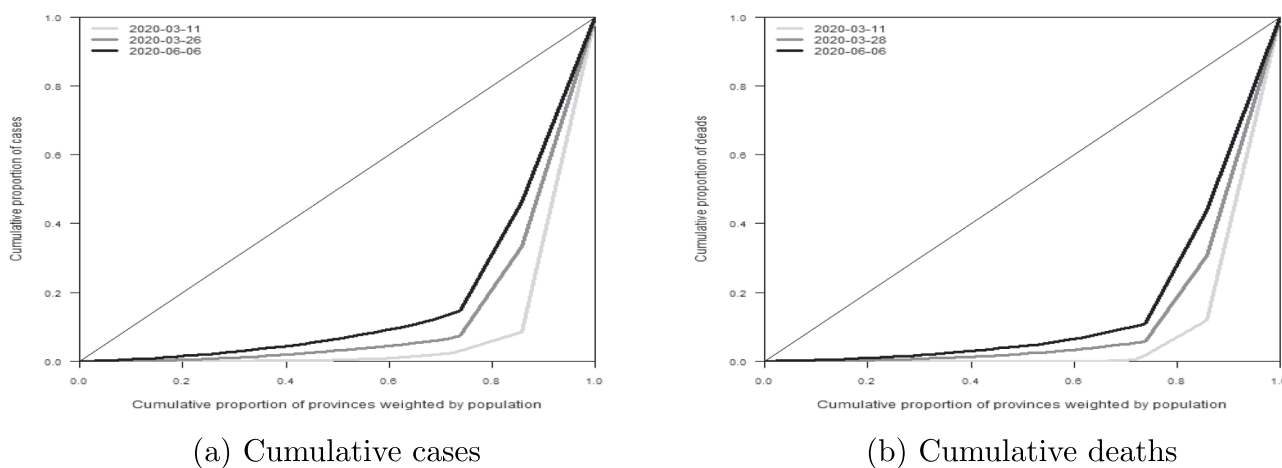 1.0
0.8
0.6
0.4
0.2
0.0
Cumulative proportion of cases
2020-03-11
2020-03-26
2020-06-06
0.0 0.2 0.4 0.6 0.8 1.0
Cumulative proportion of provinces weighted by population
(a) Cumulative cases
1.0
0.8
0.6
0.4
0.2
0.0
Cumulative proportion of deads
2020-03-11
2020-03-28
2020-06-06
0.0 0.2 0.4 0.6 0.8 1.0
Cumulative proportion of provinces weighted by population
(b) Cumulative deaths